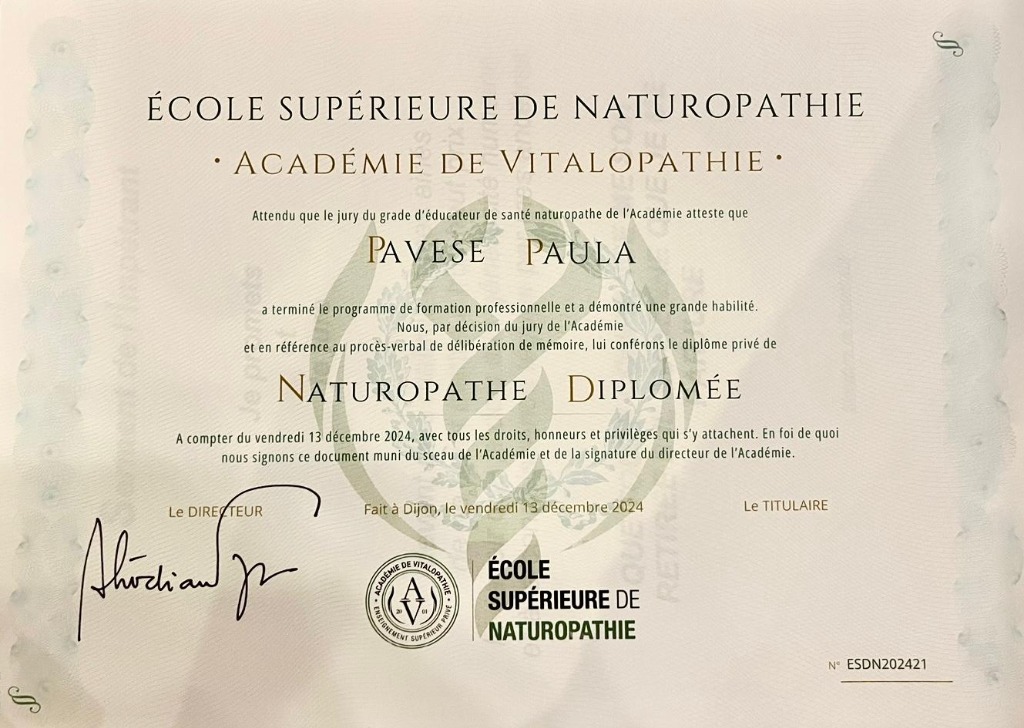 ÉCOLE SUPÉRIEURE DE NATUROPATHIE
• ACADÉMIE DE VITALOPATHIE •
Attendu que le jury du grade d'éducateur de santé naturopathe de l'Académie atteste que
PAVESE PAULA
a terminé le programme de formation professionnelle et a démontré une grande habilité.
Nous, par décision du jury de l'Académie
et en référence au procès-verbal de délibération de mémoire, lui conférons le diplôme privé de
NATUROPATHE DIPLOMÉE
A compter du vendredi 13 décembre 2024, avec tous les droits, honneurs et privilèges qui s'y attachent. En foi de quoi
nous signons ce document muni du sceau de l'Académie et de la signature du directeur de l'Académie.
Le DIRECTEUR
Fait à Dijon, le vendredi 13 décembre 2024
Le TITULAIRE
• ACADÉMIE DE VITALOPATHIE •
AV
20 01
ENSEIGNEMENT SUPÉRIEUR PRIVÉ
ÉCOLE
SUPÉRIEURE DE
NATUROPATHIE
N° ESDN202421